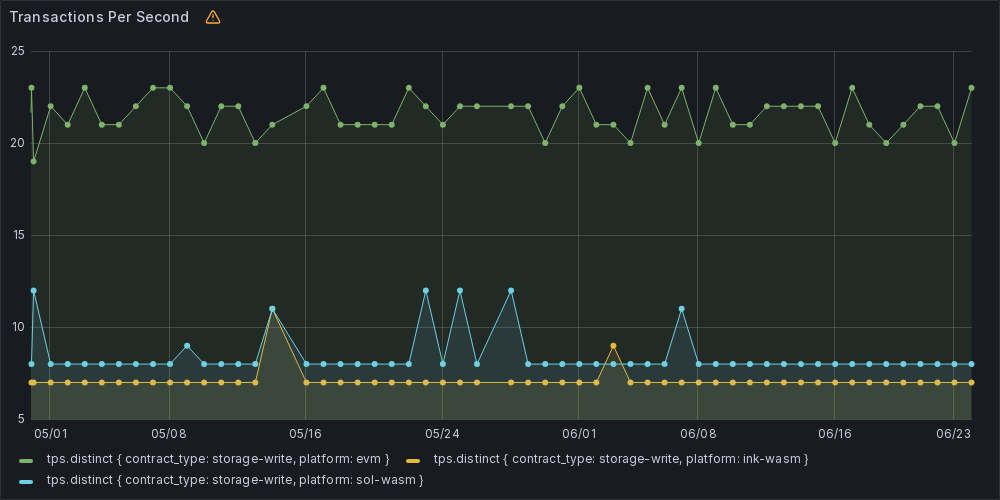 Transactions Per Second
25
20
15
10
5
05/01 05/08 05/16 05/24 06/01 06/08 06/16 06/23
tps.distinct { contract_type: storage-write, platform: evm } tps.distinct { contract_type: storage-write, platform: ink-wasm }
tps.distinct { contract_type: storage-write, platform: sol-wasm }